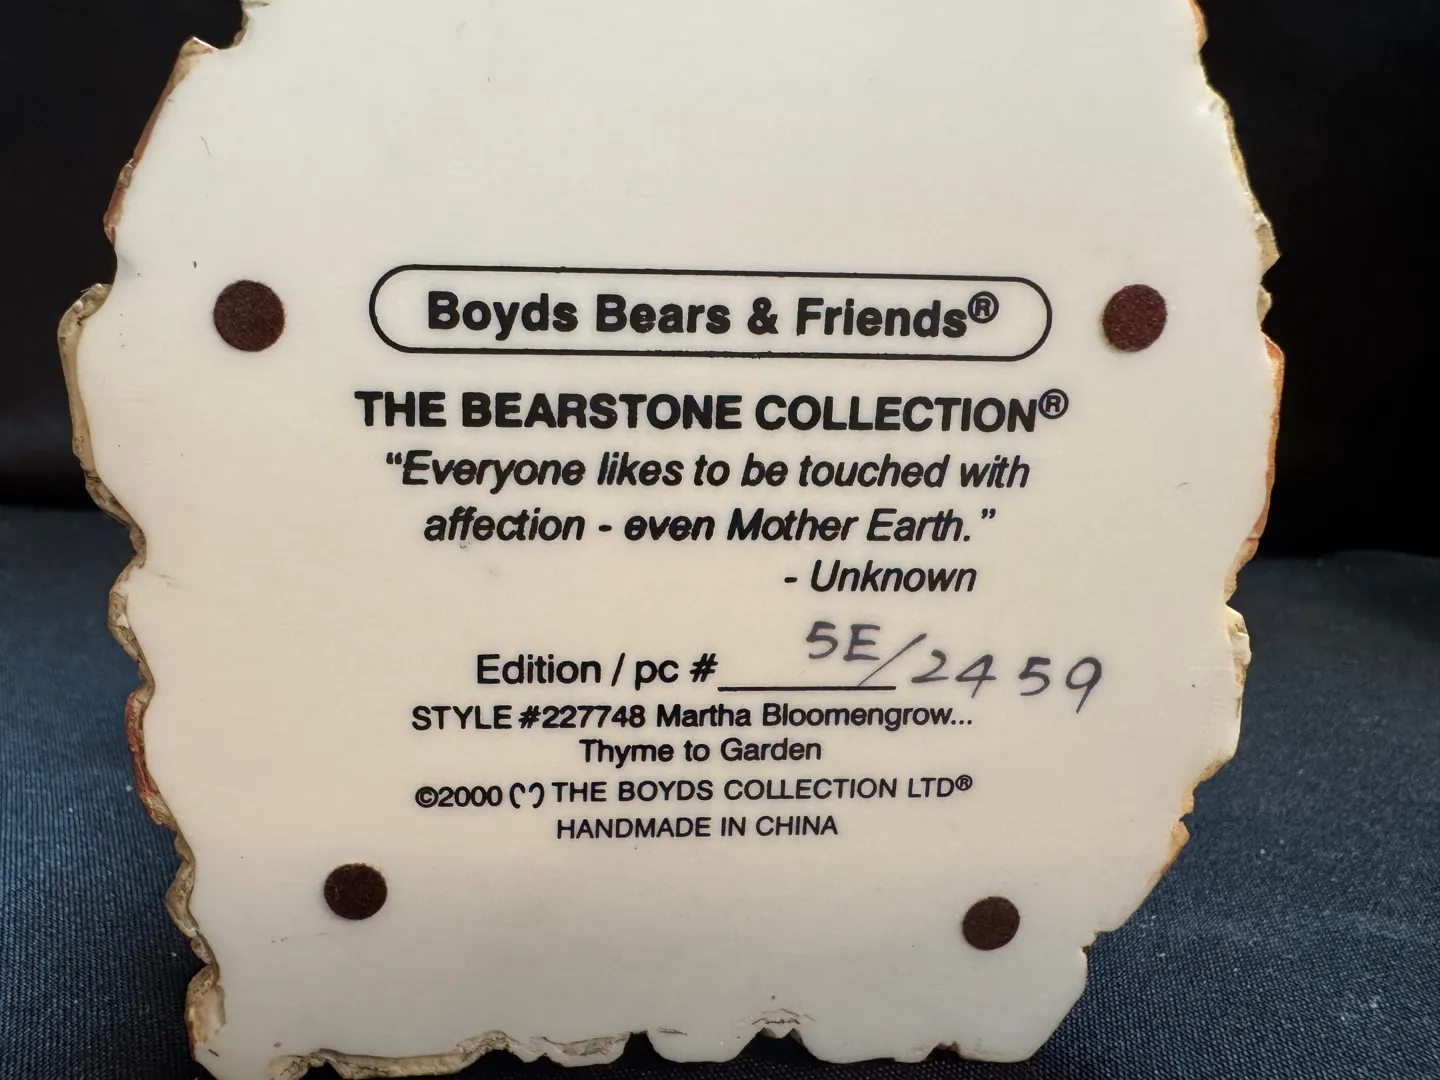 Boyds Bears & Friends®
THE BEARSTONE COLLECTION®
“Everyone likes to be touched with
affection - even Mother Earth.”
- Unknown
Edition / pc # 5E/2459
STYLE #227748 Martha Bloomengrow...
Thyme to Garden
©2000 THE BOYDS COLLECTION LTD®
HANDMADE IN CHINA